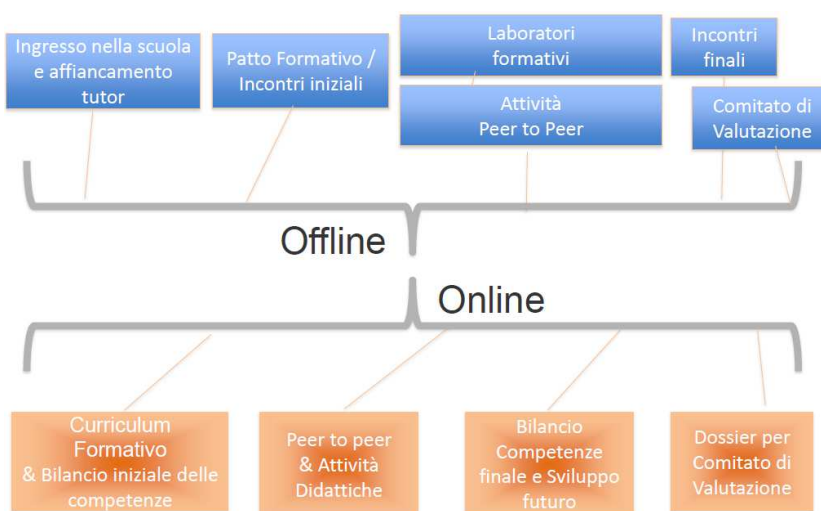 Ingresso nella scuola
e affiancamento
tutor
Patto Formativo /
Incontri iniziali
Laboratori
formativi
Attività
Peer to Peer
Incontri
finali
Comitato di
Valutazione
Offline
Online
Curriculum
Formativo
& Bilancio iniziale delle
competenze
Peer to peer
& Attività
Didattiche
Bilancio
Competenze
finale e Sviluppo
futuro
Dossier per
Comitato di
Valutazione